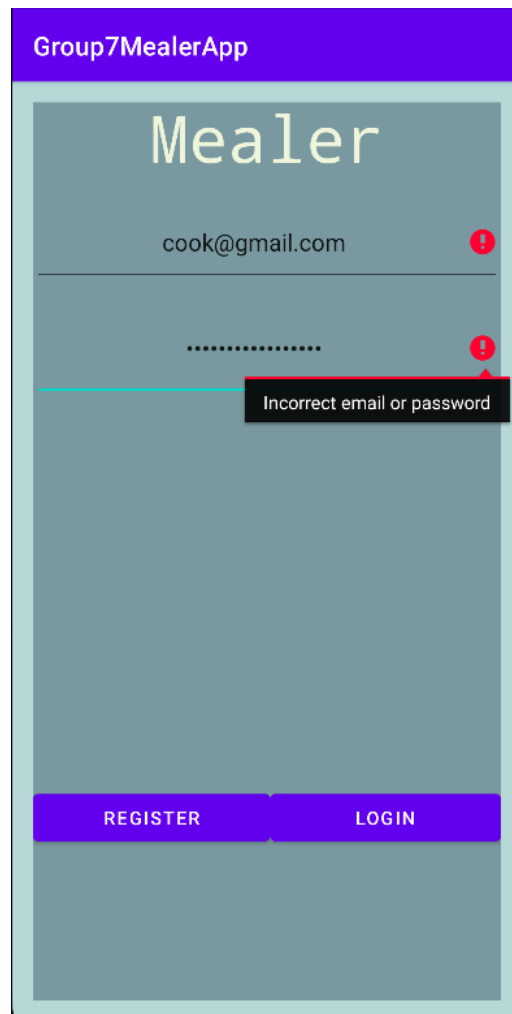 Group7MealerApp
Mealer
cook@gmail.com
•••••••••••••••••
Incorrect email or password
REGISTER LOGIN